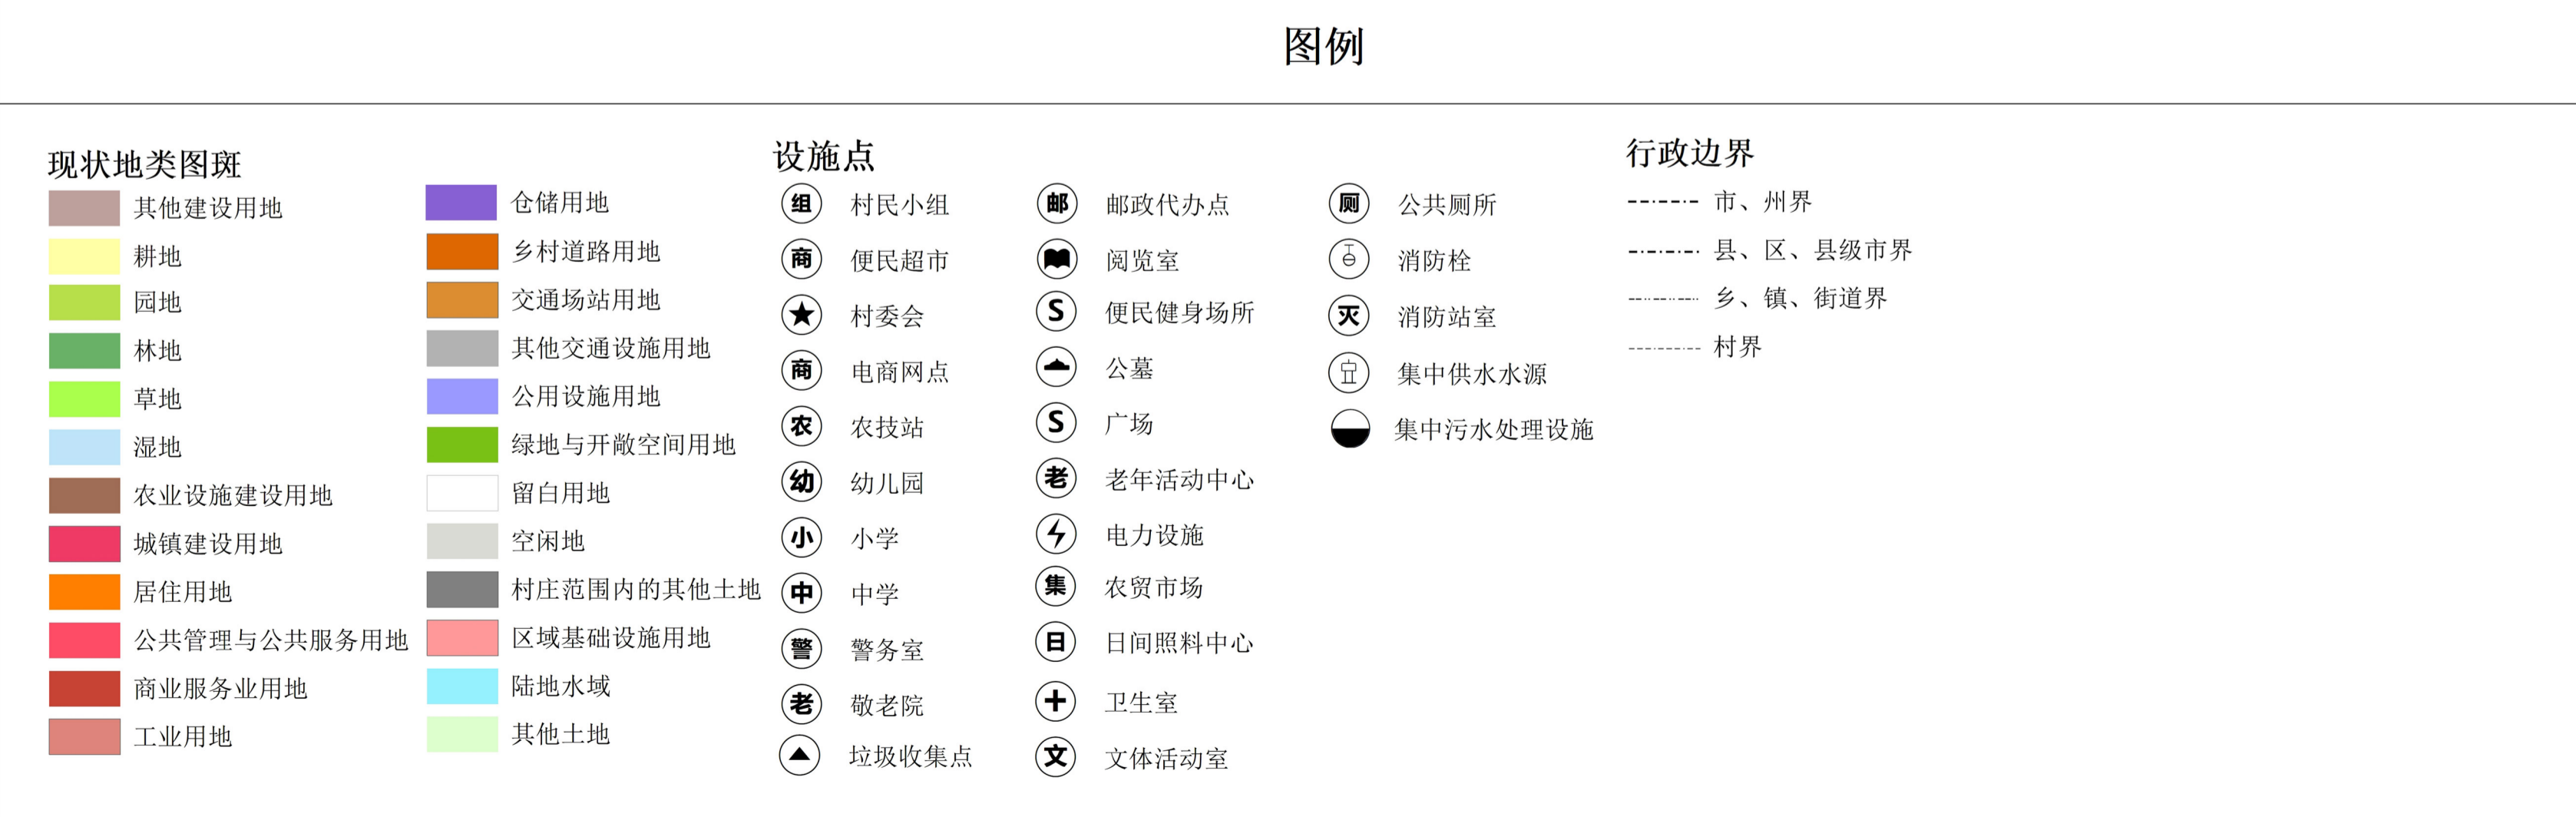 图例
现状地类图斑
其他建设用地
耕地
园地
林地
草地
湿地
农业设施建设用地
城镇建设用地
居住用地
公共管理与公共服务用地
商业服务业用地
工业用地
仓储用地
乡村道路用地
交通场站用地
其他交通设施用地
公用设施用地
绿地与开敞空间用地
留白用地
空闲地
村庄范围内的其他土地
区域基础设施用地
陆地水域
其他土地
设施点
组 村民小组
商 便民超市
村委会
商 电商网点
农 农技站
幼 幼儿园
小 小学
中 中学
警 警务室
老 敬老院
垃圾收集点
邮 邮政代办点
阅览室
S 便民健身场所
公墓
S 广场
老 老年活动中心
电力设施
集 农贸市场
日 日间照料中心
卫生室
文 文体活动室
厕 公共厕所
消防栓
灭 消防站室
集中供水水源
集中污水处理设施
行政边界
市、州界
县、区、县级市界
乡、镇、街道界
村界